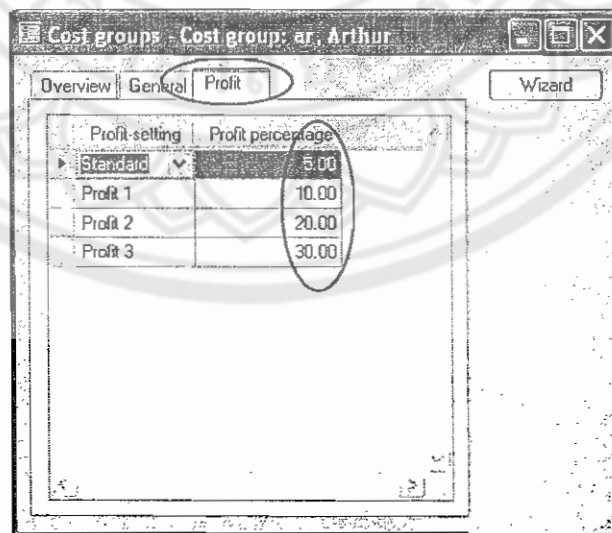 Cost groups - Cost group: ar, Arthur
Overview General Profit Wizard
Profit-setting Profit percentage
Standard 5.00
Profit 1 10.00
Profit 2 20.00
Profit 3 30.00